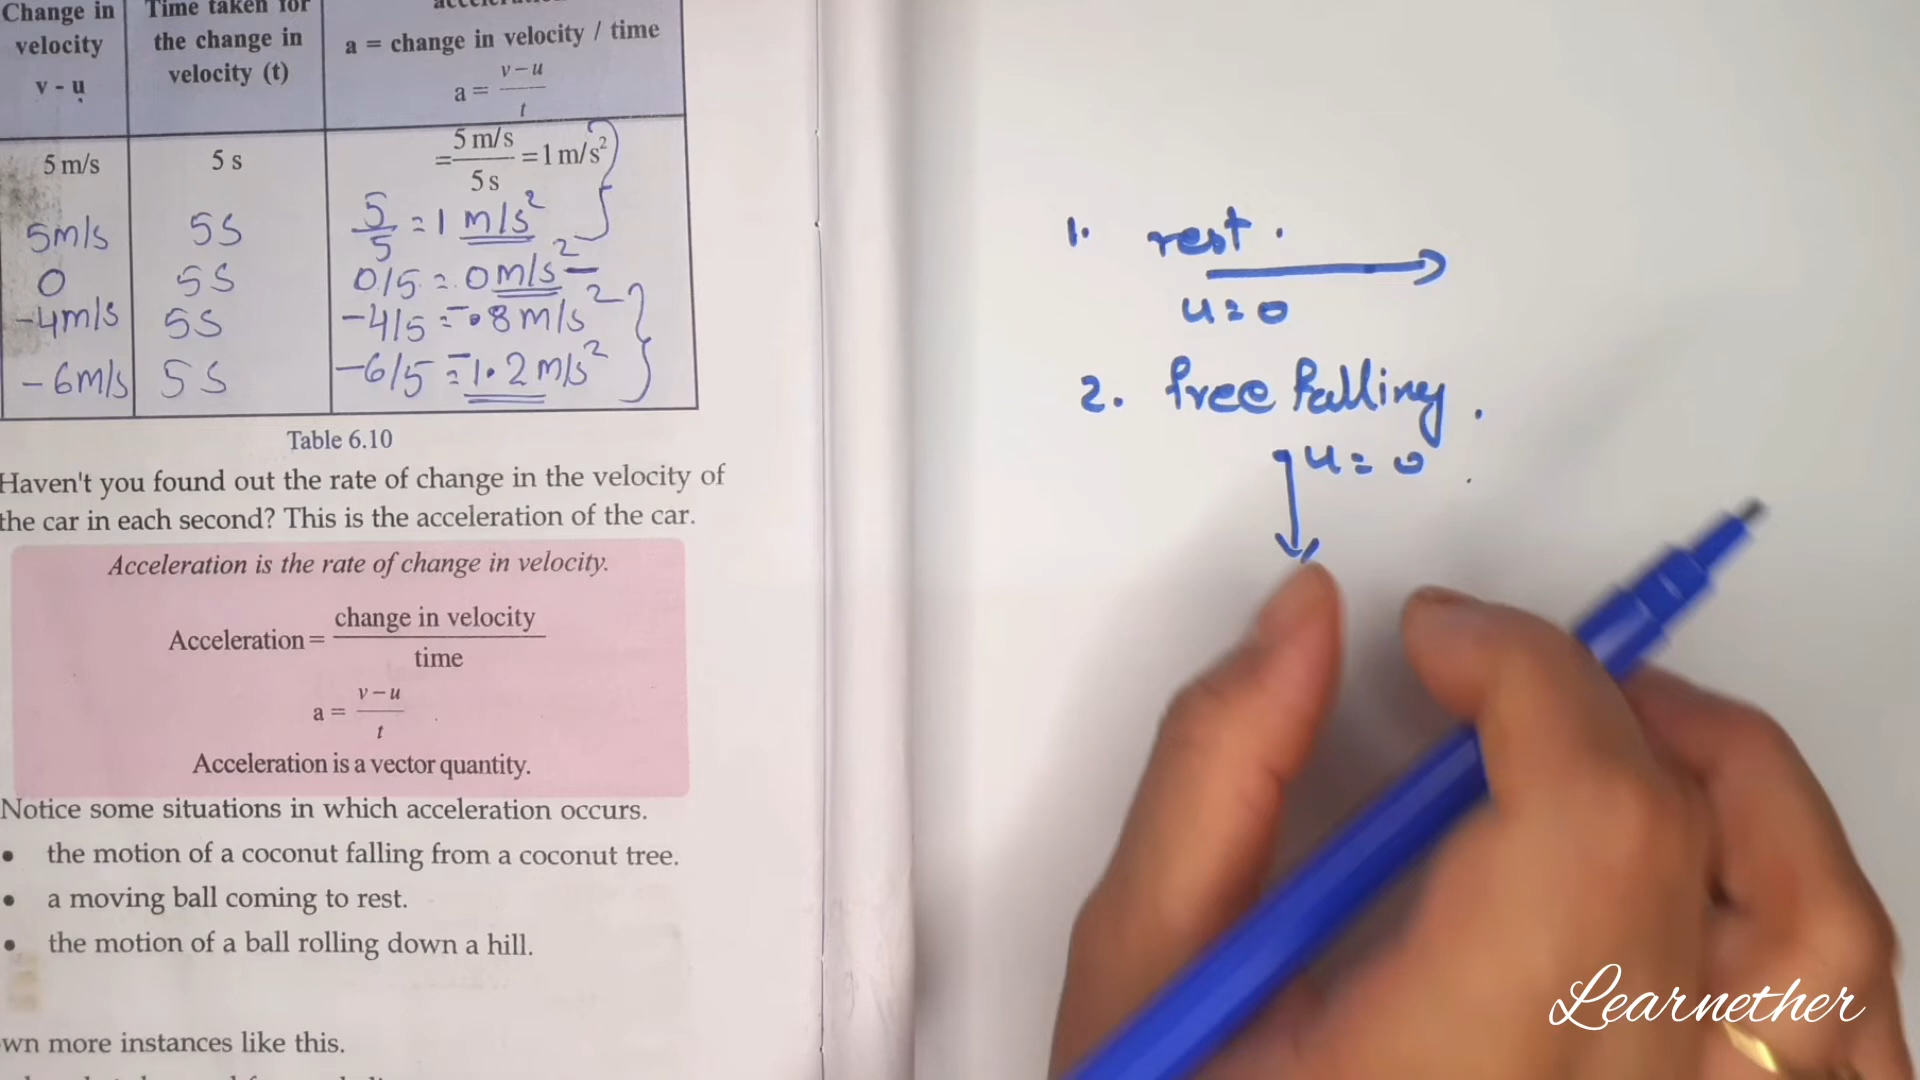 Change in
velocity
v - u
Time taken for
the change in
velocity (t)
a = change in velocity / time
a = v – u / t
5 m/s
5 s
= 5 m/s / 5 s = 1 m/s²
5m/s
5S
5/5 = 1 m/s²
0
5S
0/5 = 0 m/s²
-4m/s
5S
-4/5 = -.8 m/s²
-6m/s
5S
-6/5 = -1.2 m/s²
Table 6.10
Haven't you found out the rate of change in the velocity of
the car in each second? This is the acceleration of the car.
Acceleration is the rate of change in velocity.
Acceleration = change in velocity / time
a = v – u / t
Acceleration is a vector quantity.
Notice some situations in which acceleration occurs.
• the motion of a coconut falling from a coconut tree.
• a moving ball coming to rest.
• the motion of a ball rolling down a hill.
wn more instances like this.
1. rest.
u = 0
2. free falling.
u = 0
Learnether